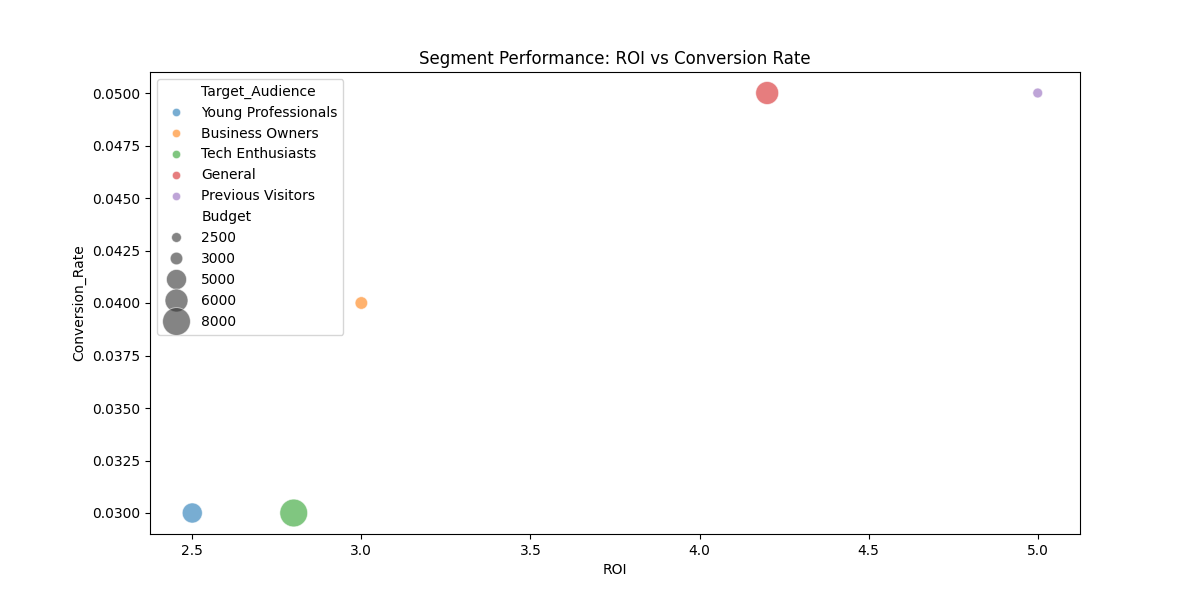 Segment Performance: ROI vs Conversion Rate
Target_Audience
Young Professionals
Business Owners
Tech Enthusiasts
General
Previous Visitors
Budget
2500
3000
5000
6000
8000
Conversion_Rate
0.0500
0.0475
0.0450
0.0425
0.0400
0.0375
0.0350
0.0325
0.0300
2.5 3.0 3.5 4.0 4.5 5.0
ROI